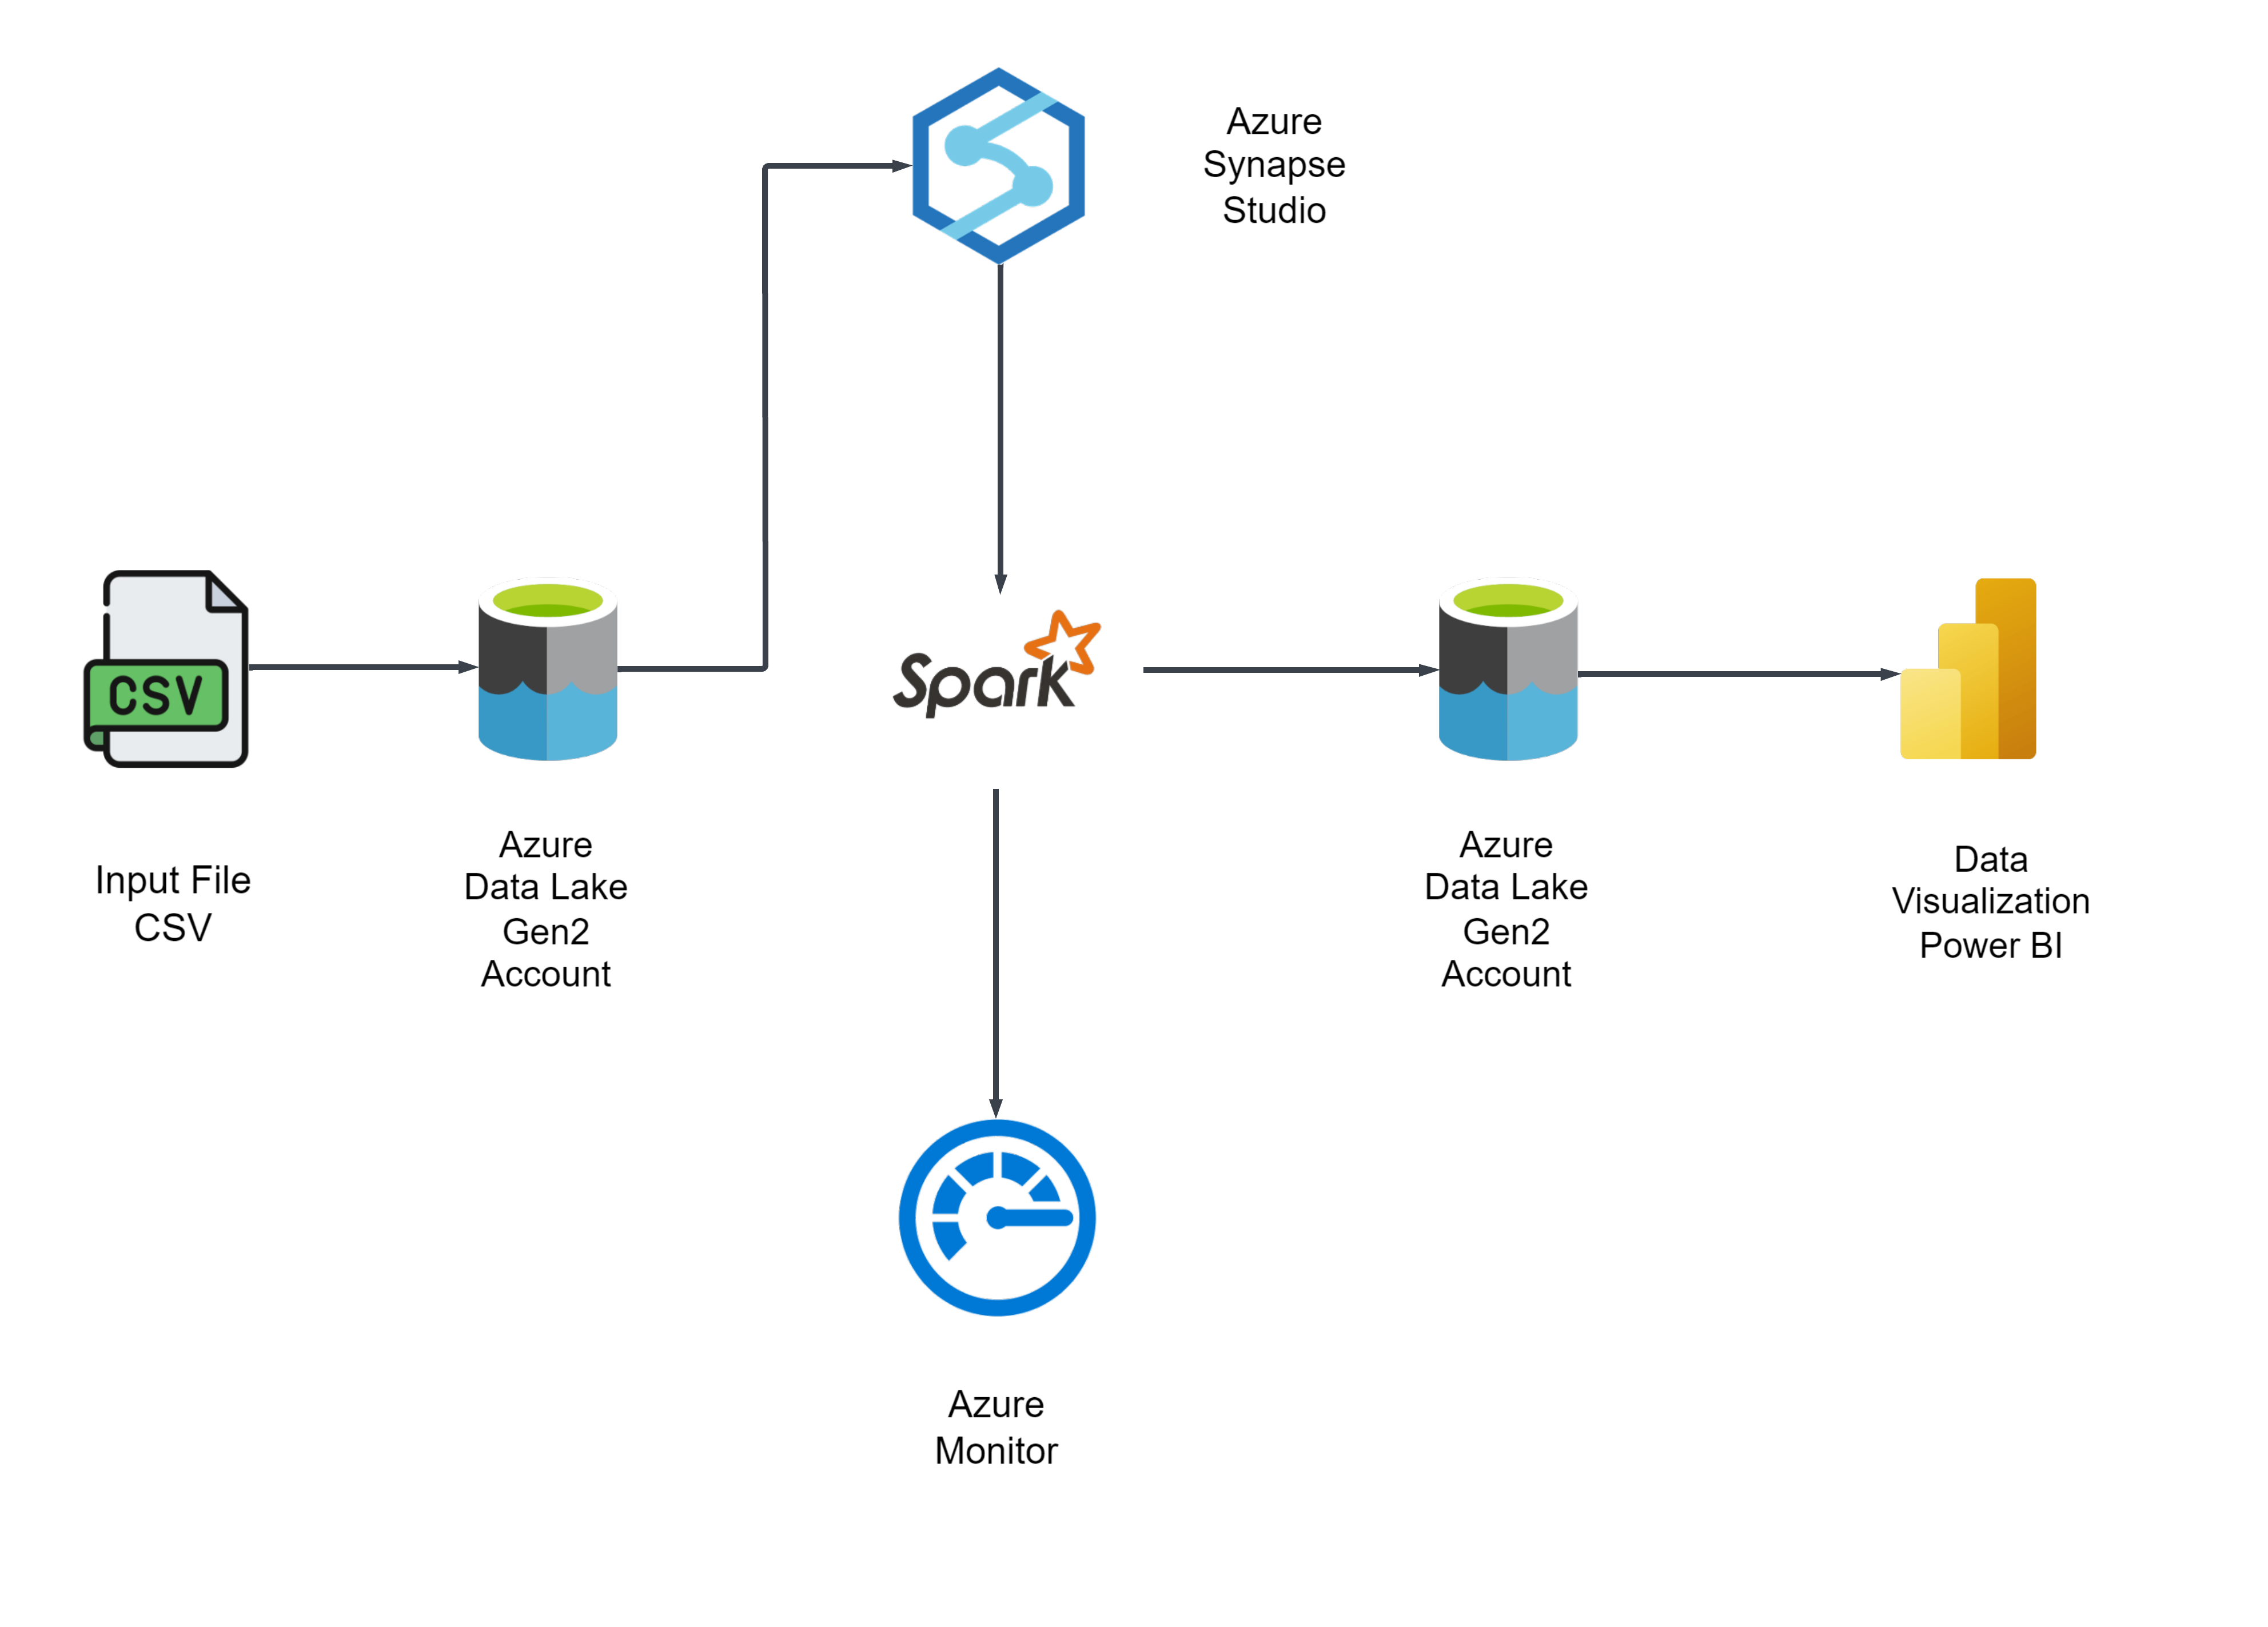 Azure
Synapse
Studio
CSV
Spark
Input File
CSV
Azure
Data Lake
Gen2
Account
Azure
Data Lake
Gen2
Account
Data
Visualization
Power BI
Azure
Monitor